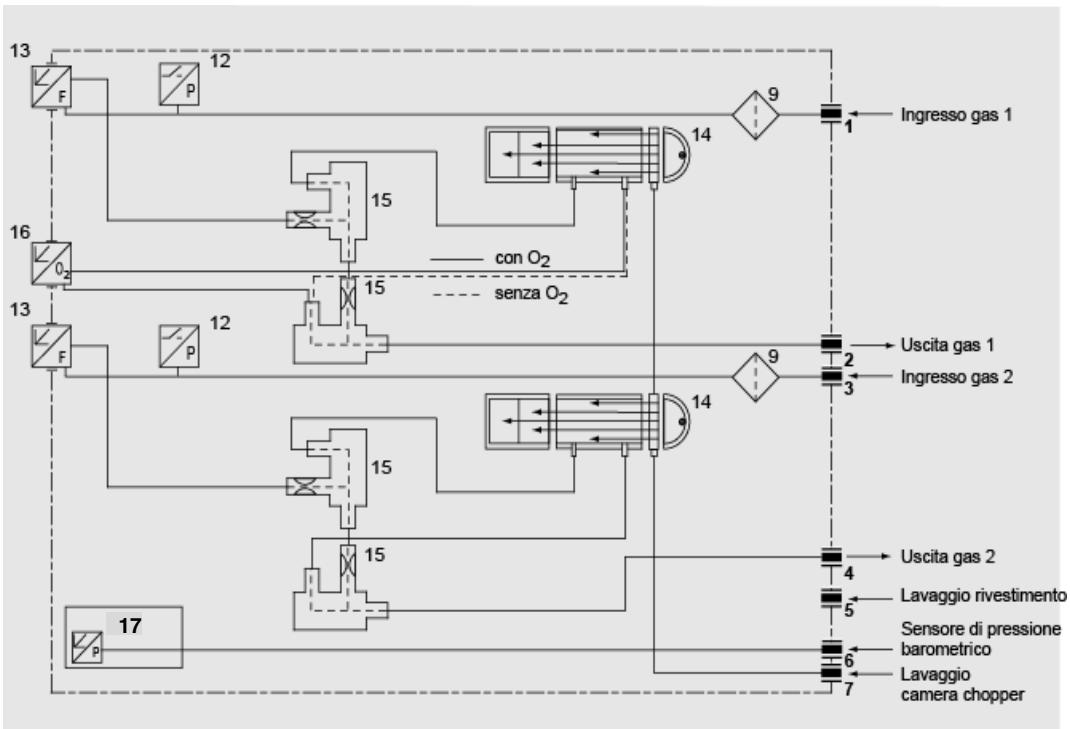 13
12
9
F
P
1
Ingresso gas 1
14
15
16
O2
con O2
15
senza O2
13
12
9
2
Uscita gas 1
F
P
3
Ingresso gas 2
14
15
15
4
Uscita gas 2
5
Lavaggio rivestimento
17
P
6
Sensore di pressione
barometrico
7
Lavaggio
camera chopper